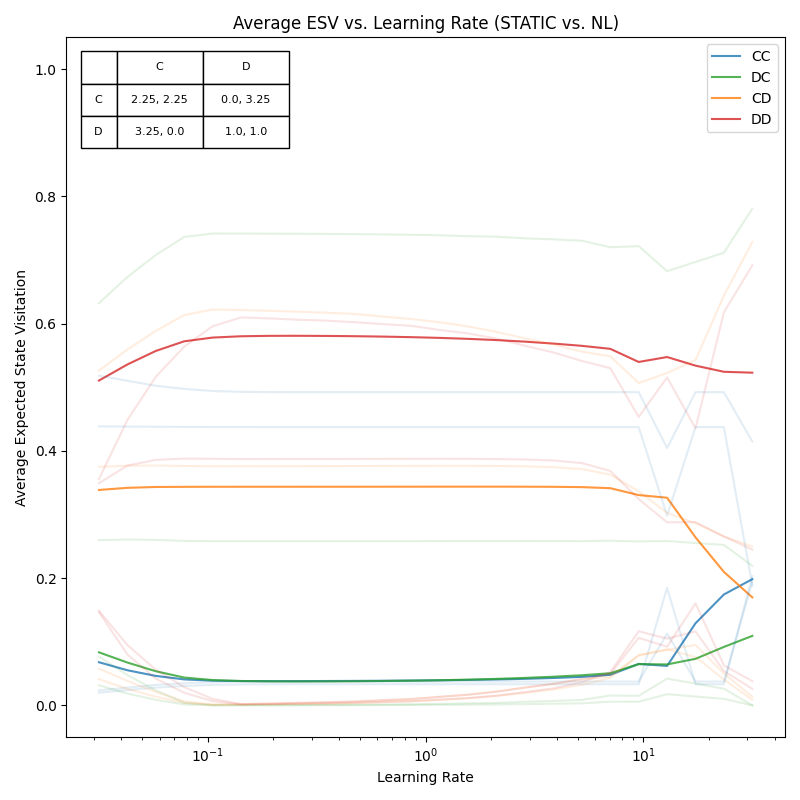 Average ESV vs. Learning Rate (STATIC vs. NL)
C D
C 2.25, 2.25 0.0, 3.25
D 3.25, 0.0 1.0, 1.0
CC
DC
CD
DD
Average Expected State Visitation
1.0
0.8
0.6
0.4
0.2
0.0
10⁻¹ 10⁰ 10¹
Learning Rate